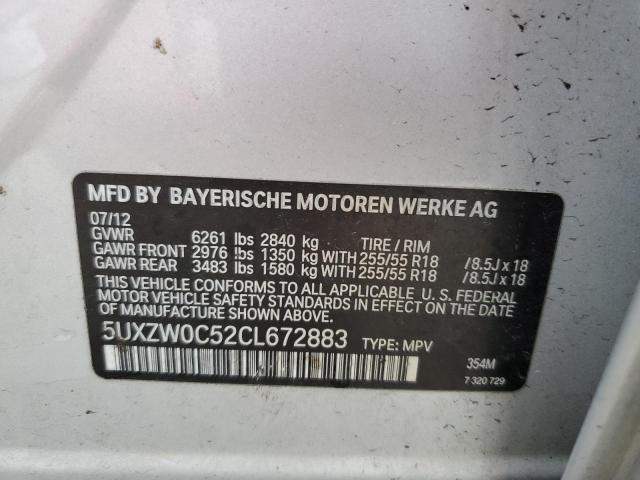 MFD BY BAYERISCHE MOTOREN WERKE AG
07/12
GVWR 6261 lbs 2840 kg TIRE / RIM
GAWR FRONT 2976 lbs 1350 kg WITH 255/55 R18 /8.5J x 18
GAWR REAR 3483 lbs 1580 kg WITH 255/55 R18 /8.5J x 18
THIS VEHICLE CONFORMS TO ALL APPLICABLE U. S. FEDERAL
MOTOR VEHICLE SAFETY STANDARDS IN EFFECT ON THE DATE
OF MANUFACTURE SHOWN ABOVE.
5UXZW0C52CL672883 TYPE: MPV
354M
7 320 729